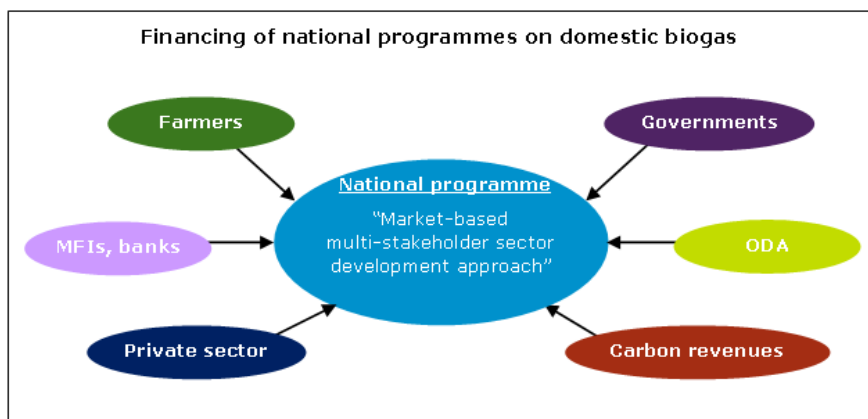 Financing of national programmes on domestic biogas
Farmers
Governments
National programme
"Market-based
multi-stakeholder sector
development approach"
MFIs, banks
ODA
Private sector
Carbon revenues